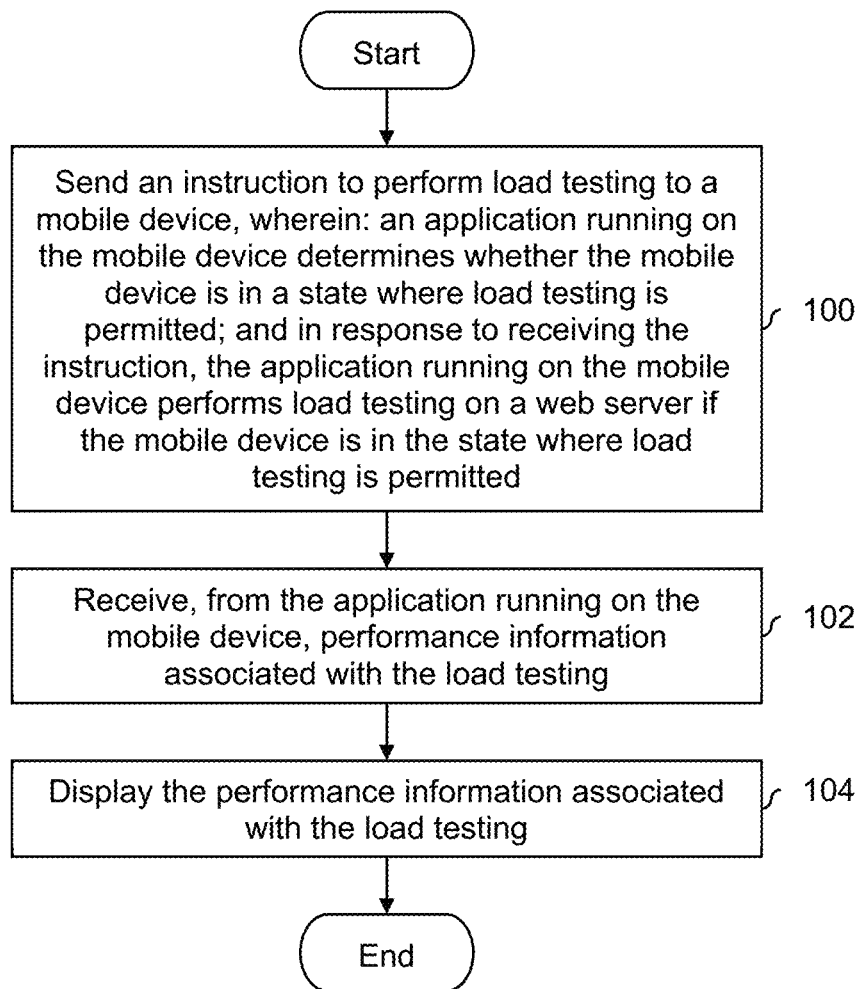 Start
Send an instruction to perform load testing to a
mobile device, wherein: an application running on
the mobile device determines whether the mobile
device is in a state where load testing is
permitted; and in response to receiving the
instruction, the application running on the mobile
device performs load testing on a web server if
the mobile device is in the state where load
testing is permitted
100
Receive, from the application running on the
mobile device, performance information
associated with the load testing
102
Display the performance information associated
with the load testing
104
End